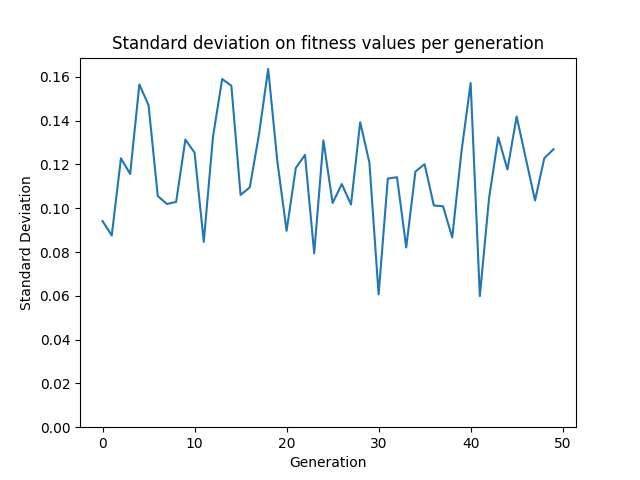 Standard deviation on fitness values per generation
Standard Deviation
0.16
0.14
0.12
0.10
0.08
0.06
0.04
0.02
0.00
0 10 20 30 40 50
Generation